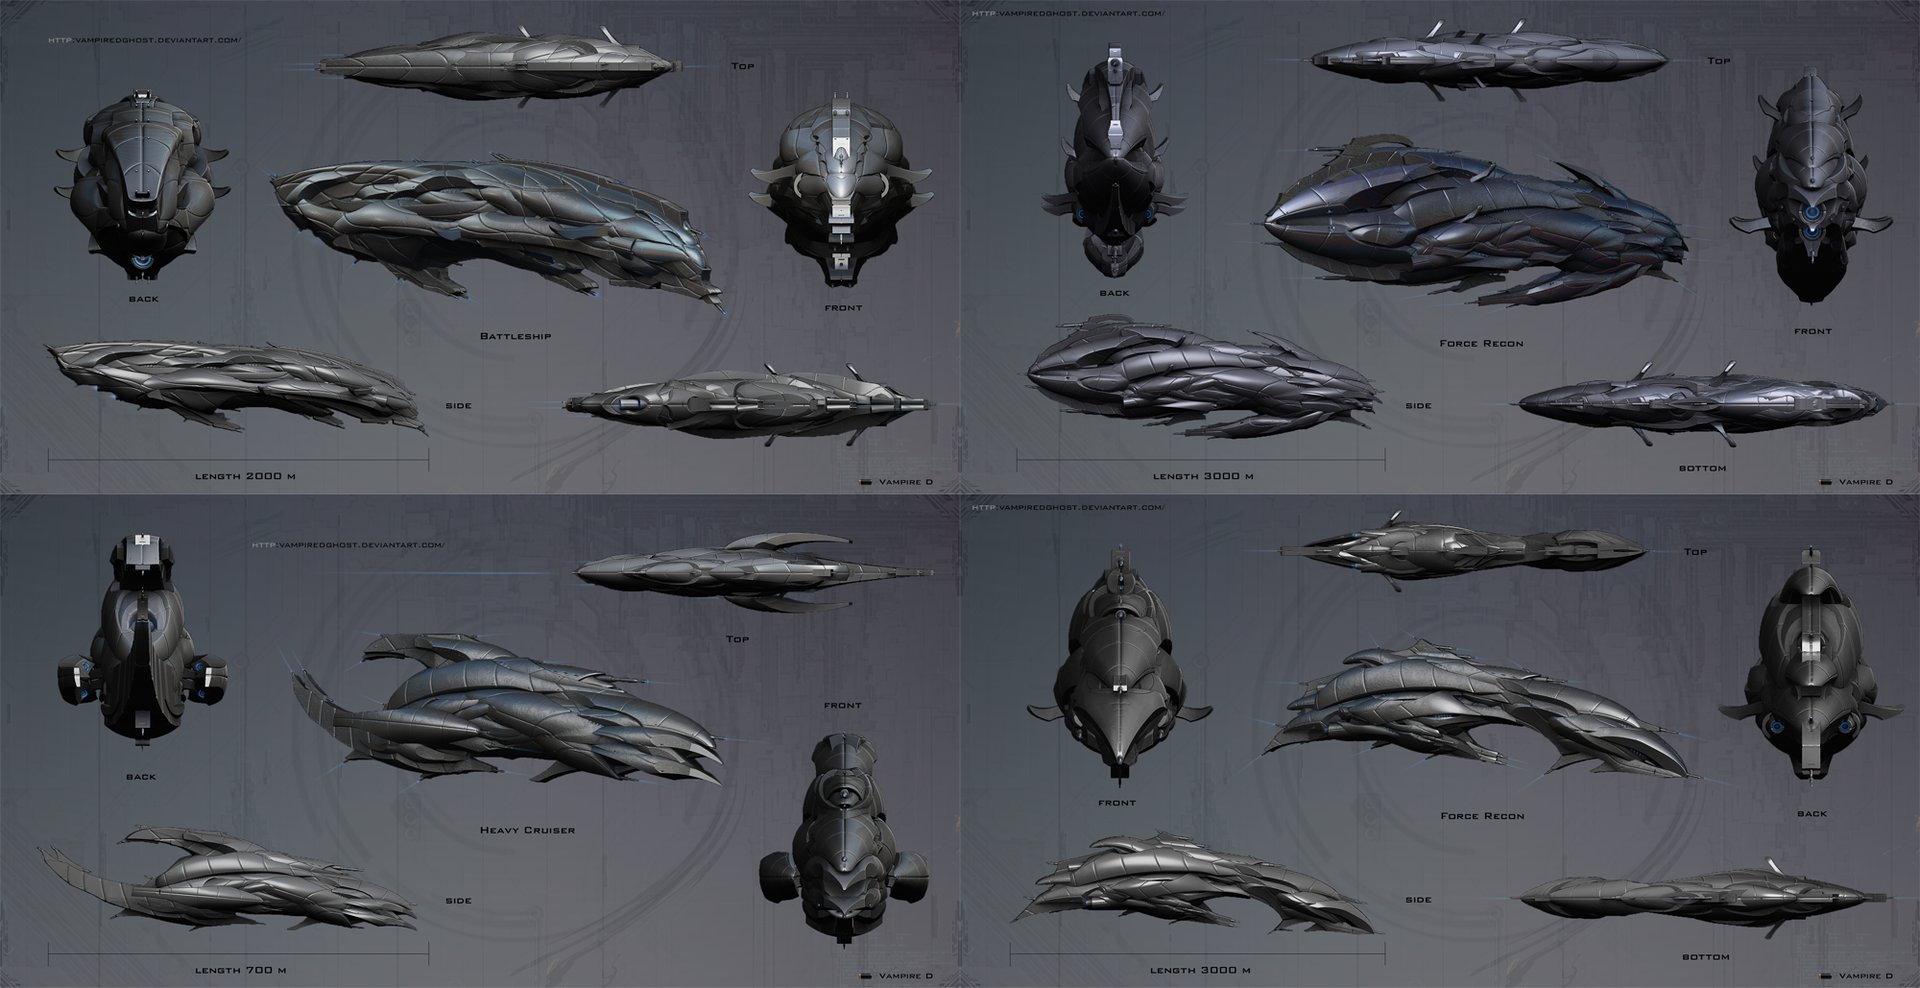 HTTP:VAMPIREDGHOST.DEVIANTART.COM/
TOP
BACK
FRONT
BATTLESHIP
SIDE
LENGTH 2000 M
VAMPIRE D
HTTP:VAMPIREDGHOST.DEVIANTART.COM/
TOP
BACK
FRONT
FORCE RECON
SIDE
BOTTOM
LENGTH 3000 M
VAMPIRE D
HTTP:VAMPIREDGHOST.DEVIANTART.COM/
TOP
FRONT
BACK
HEAVY CRUISER
SIDE
LENGTH 700 M
VAMPIRE D
HTTP:VAMPIREDGHOST.DEVIANTART.COM/
TOP
FRONT
BACK
FORCE RECON
SIDE
BOTTOM
LENGTH 3000 M
VAMPIRE D